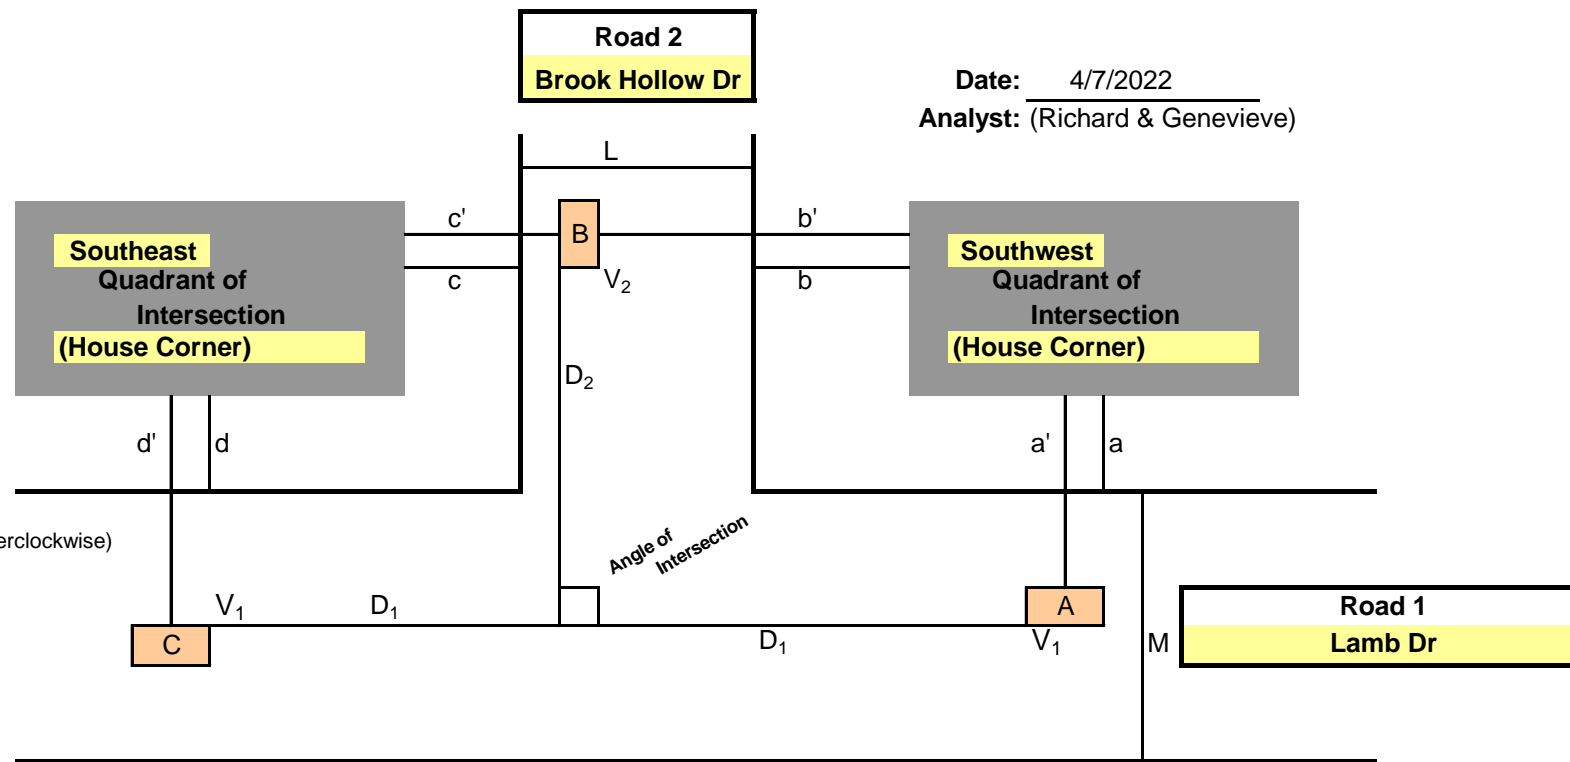 Road 2
Brook Hollow Dr
Date: 4/7/2022
Analyst: (Richard & Genevieve)
L
c'
B
b'
Southeast
Quadrant of
Intersection
(House Corner)
c
V2
b
Southwest
Quadrant of
Intersection
(House Corner)
D2
d'
d
a'
a
erclockwise)
Angle of
Intersection
V1
D1
C
A
D1
V1
M
Road 1
Lamb Dr